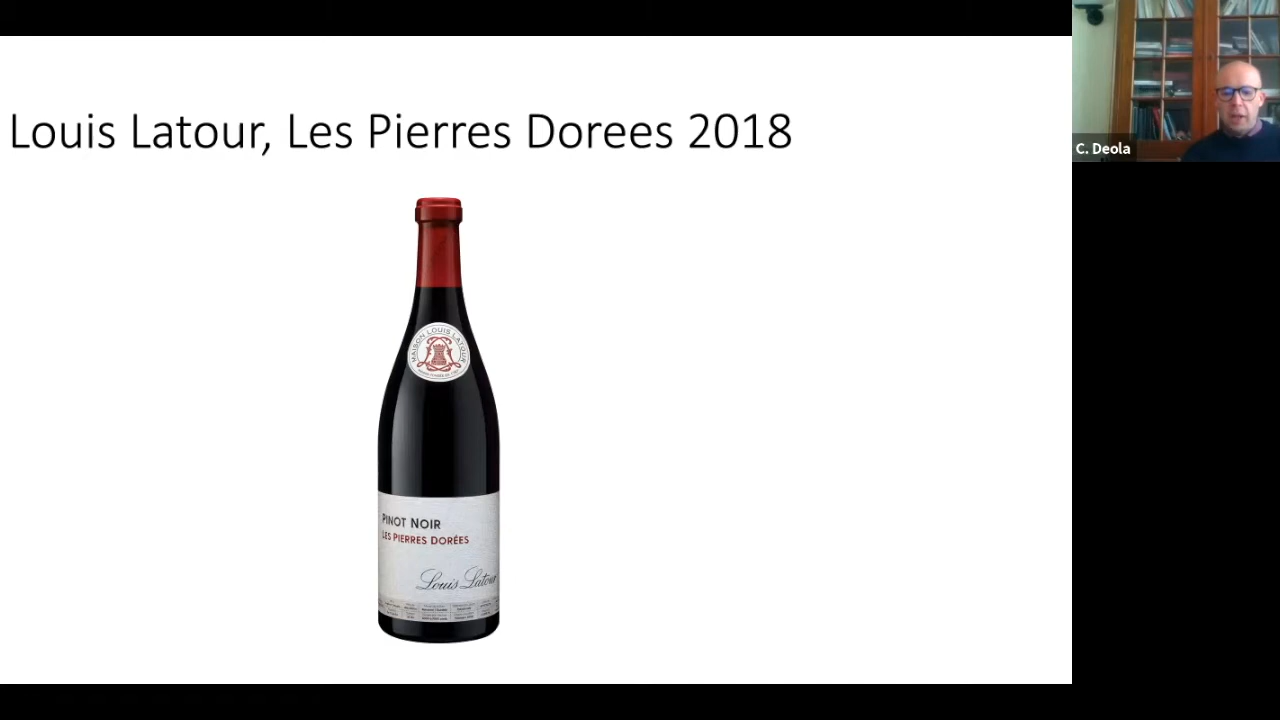 Louis Latour, Les Pierres Dorees 2018
C. Deola
MAISON LOUIS LATOUR
PINOT NOIR
LES PIERRES DORÉES
Louis Latour